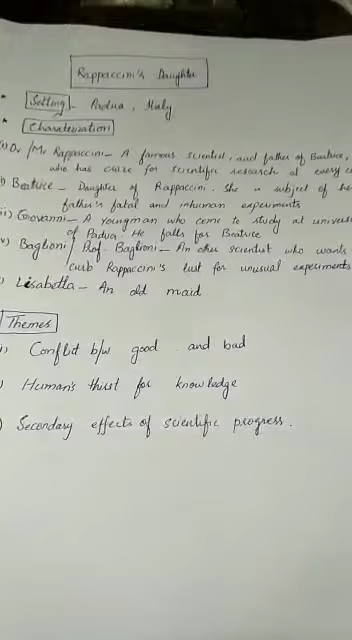 Rappaccini's Daughter
* Setting - Padua, Italy
* Charaterization
i) Dr/Mr Rappaccini - A famous scientist, and father of Beatrice,
who has craze for scientific research at every
i) Beatrice - Daughter of Rappaccini. She is subject of her
father's fatal and inhuman experiments
ii) Giovanni - A youngman who come to study at univers
of Padua. He falls for Beatrice
v) Baglioni / Prof. Baglioni - An other scientist who wants
curb Rappaccini's lust for unusual experiments
) Lisabetta - An old maid
Themes
i) Conflict b/w good and bad
) Human's thirst for knowledge
) Secondary effects of scientific progress.